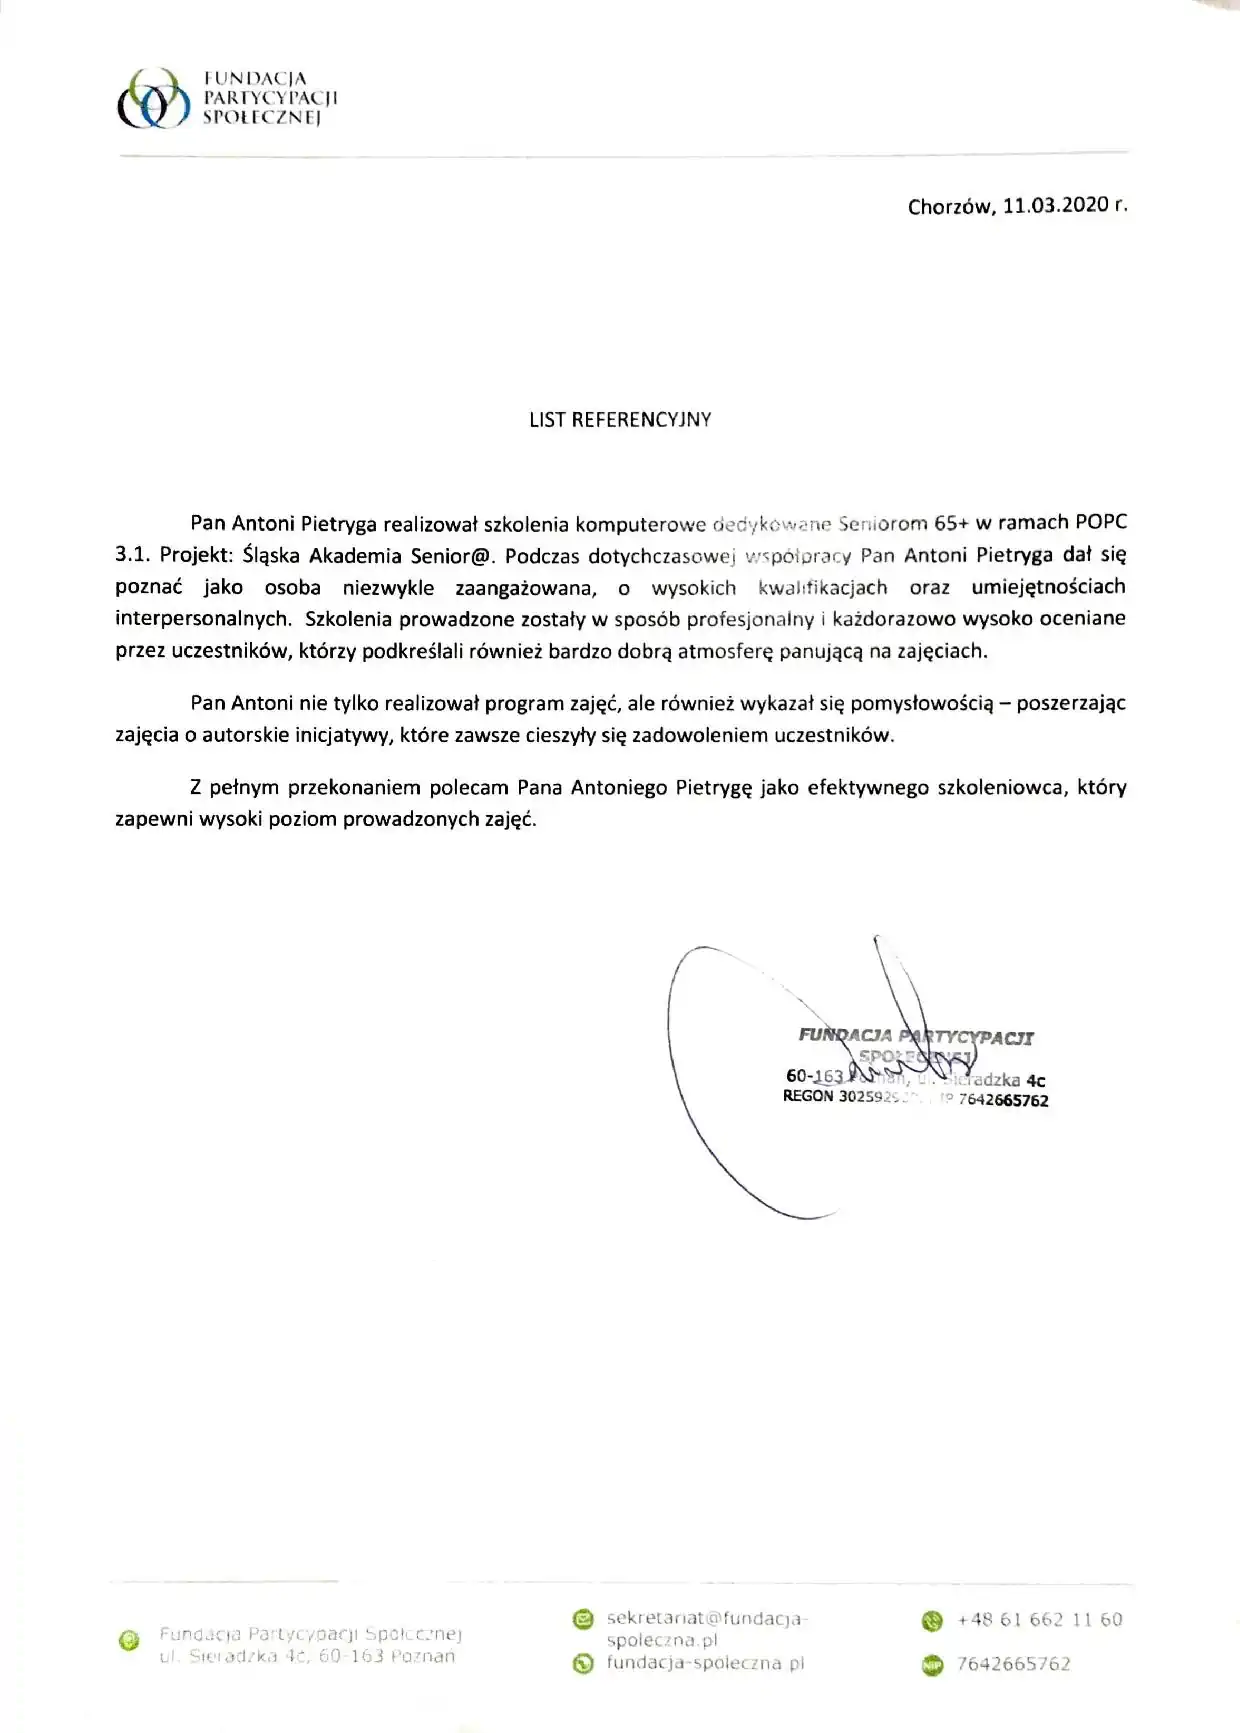 FUNDACJA
PARTYCYPACJI
SPOŁECZNEJ
Chorzów, 11.03.2020 r.
LIST REFERENCYJNY
Pan Antoni Pietryga realizował szkolenia komputerowe dedykowane Seniorom 65+ w ramach POPC
3.1. Projekt: Śląska Akademia Senior@. Podczas dotychczasowej współpracy Pan Antoni Pietryga dał się
poznać jako osoba niezwykle zaangażowana, o wysokich kwalifikacjach oraz umiejętnościach
interpersonalnych. Szkolenia prowadzone zostały w sposób profesjonalny i każdorazowo wysoko oceniane
przez uczestników, którzy podkreślali również bardzo dobrą atmosferę panującą na zajęciach.
Pan Antoni nie tylko realizował program zajęć, ale również wykazał się pomysłowością – poszerzając
zajęcia o autorskie inicjatywy, które zawsze cieszyły się zadowoleniem uczestników.
Z pełnym przekonaniem polecam Pana Antoniego Pietrygę jako efektywnego szkoleniowca, który
zapewni wysoki poziom prowadzonych zajęć.
FUNDACJA PARTYCYPACJI
SPOŁECZNEJ
60-163 Poznań, ul. Sieradzka 4c
REGON 7642665762
Fundacja Partycypacji Społecznej
ul. Sieradzka 4c, 60-163 Poznań
sekretariat@fundacja-
spoleczna.pl
fundacja-spoleczna.pl
+48 61 662 11 60
NIP 7642665762